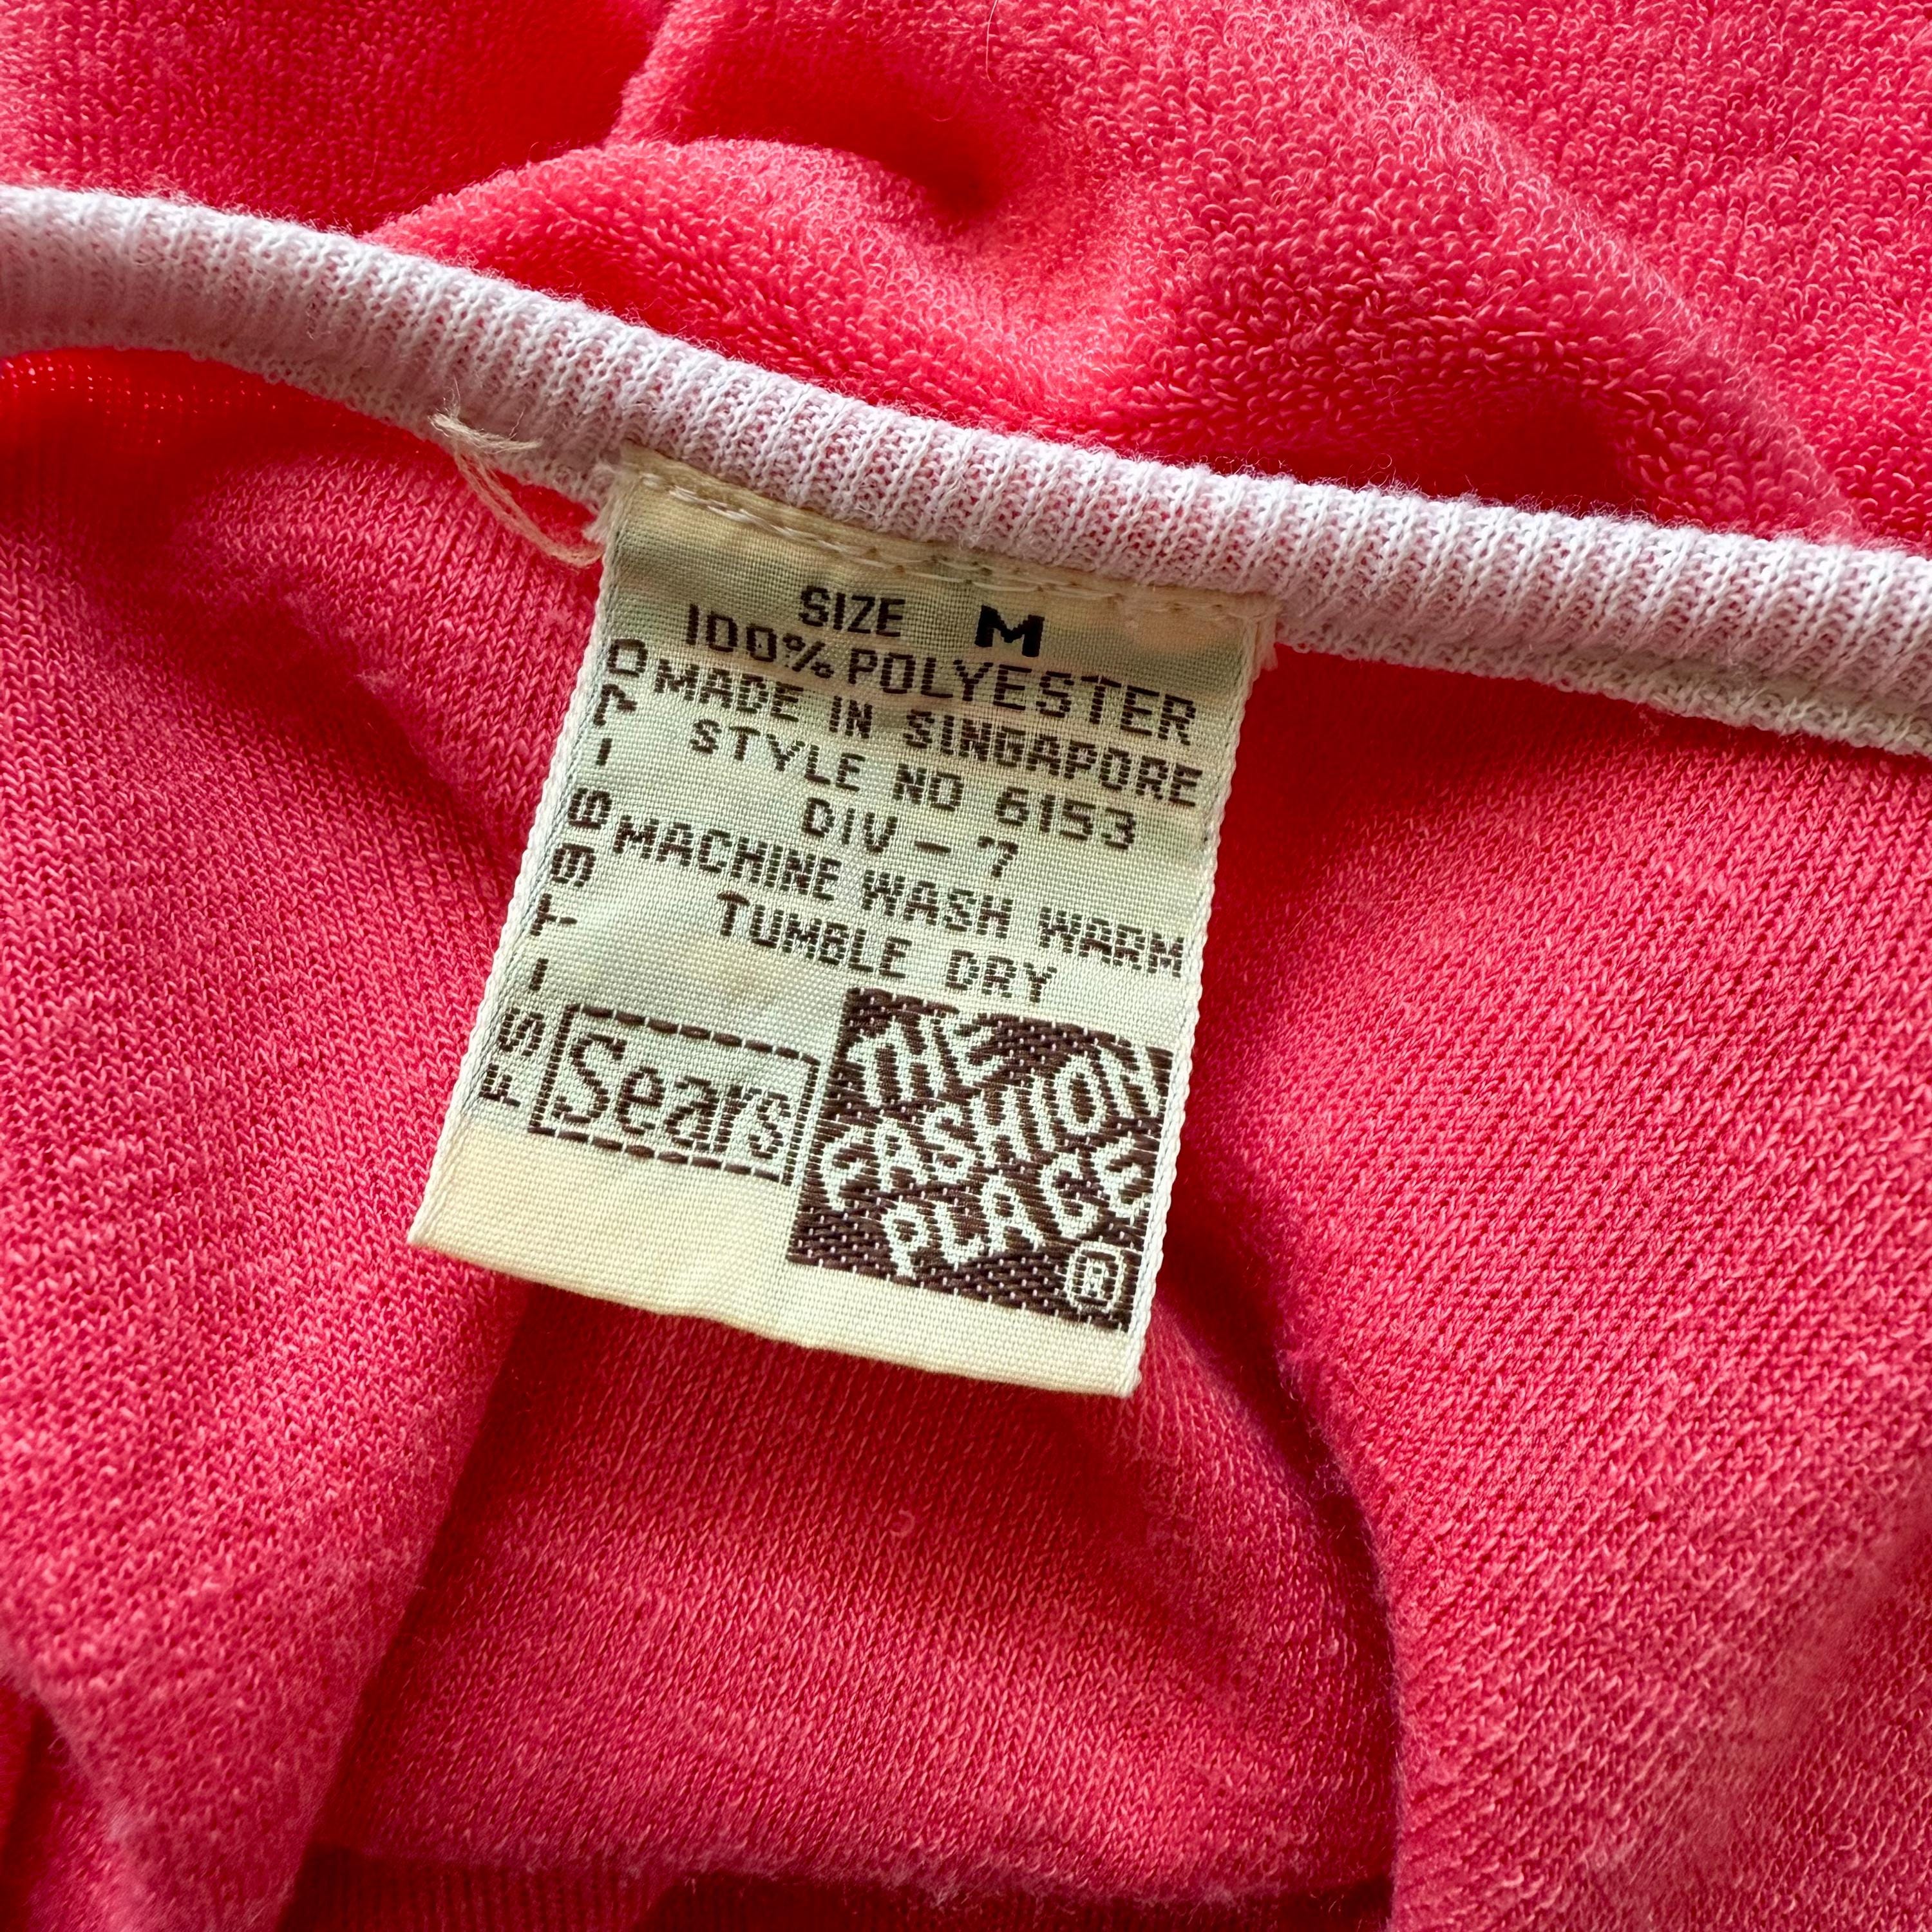 SIZE M
100% POLYESTER
MADE IN SINGAPORE
STYLE NO 6153
DIV - 7
MACHINE WASH WARM
TUMBLE DRY
Sears
THE
FASHION
PLACE
®